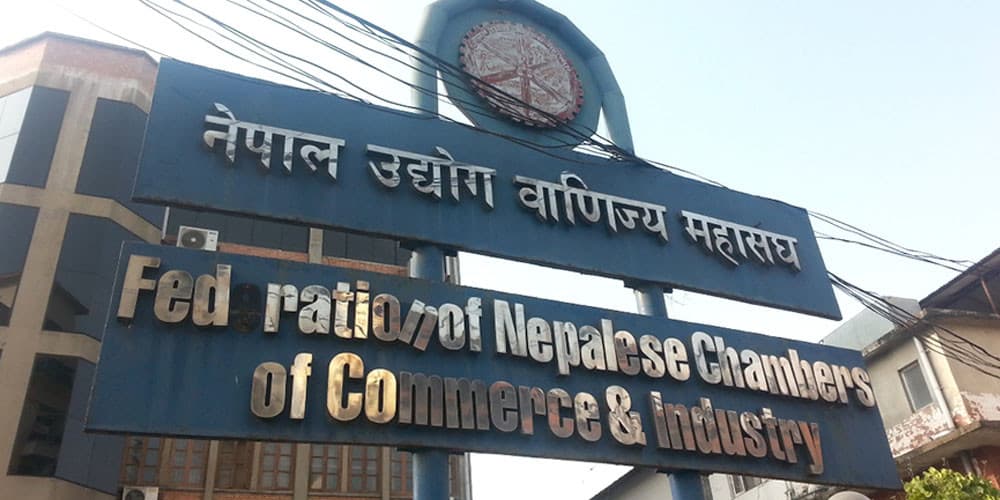 नेपाल उद्योग वाणिज्य महासघ
Federation of Nepalese Chambers
of Commerce & Industry